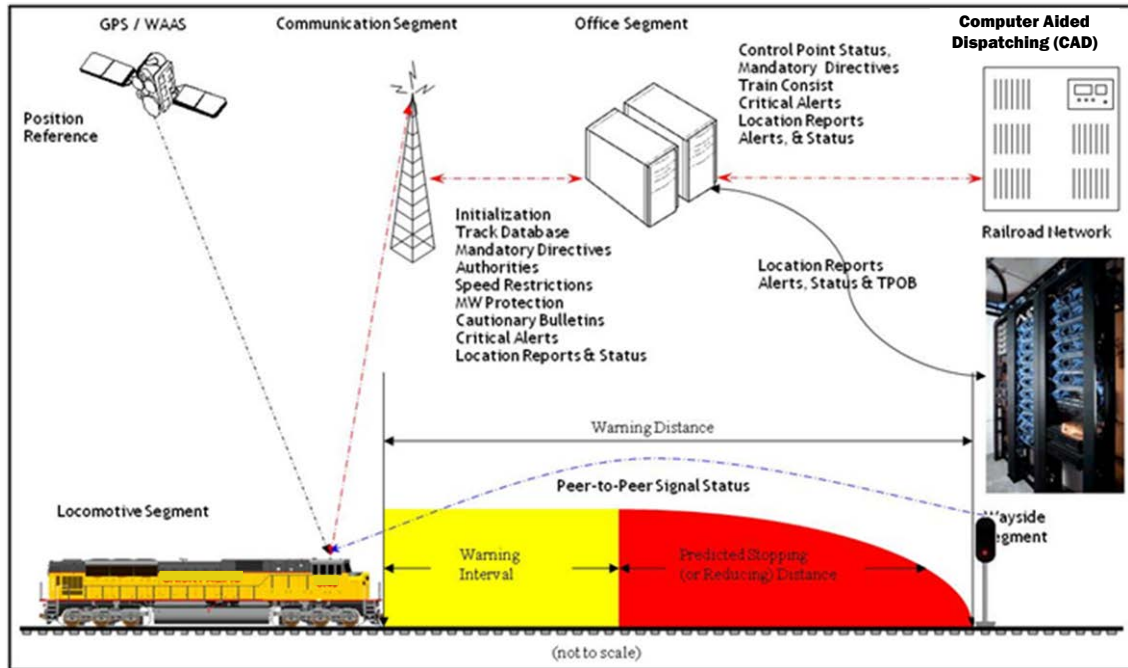 GPS / WAAS
Communication Segment
Office Segment
Computer Aided
Dispatching (CAD)
Position
Reference
Control Point Status,
Mandatory Directives
Train Consist
Critical Alerts
Location Reports
Alerts, & Status
Initialization
Track Database
Mandatory Directives
Authorities
Speed Restrictions
MW Protection
Cautionary Bulletins
Critical Alerts
Location Reports & Status
Railroad Network
Location Reports
Alerts, Status & TPOB
Warning Distance
Peer-to-Peer Signal Status
Locomotive Segment
Wayside
Segment
Warning
Interval
Predicted Stopping
(or Reducing) Distance
(not to scale)